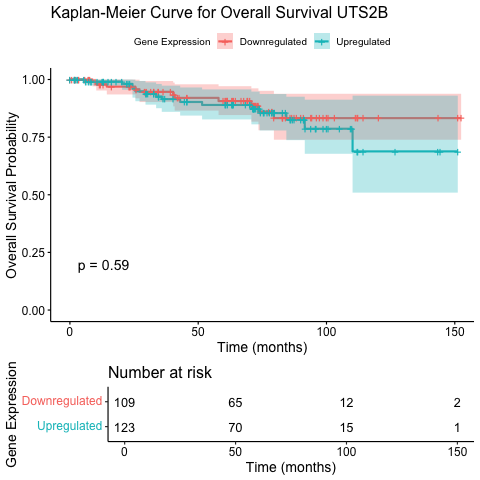 Kaplan-Meier Curve for Overall Survival UTS2B
Gene Expression Downregulated Upregulated
Overall Survival Probability
1.00
0.75
0.50
0.25
0.00
p = 0.59
0 50 100 150
Time (months)
Number at risk
Gene Expression
Downregulated 109 65 12 2
Upregulated 123 70 15 1
0 50 100 150
Time (months)